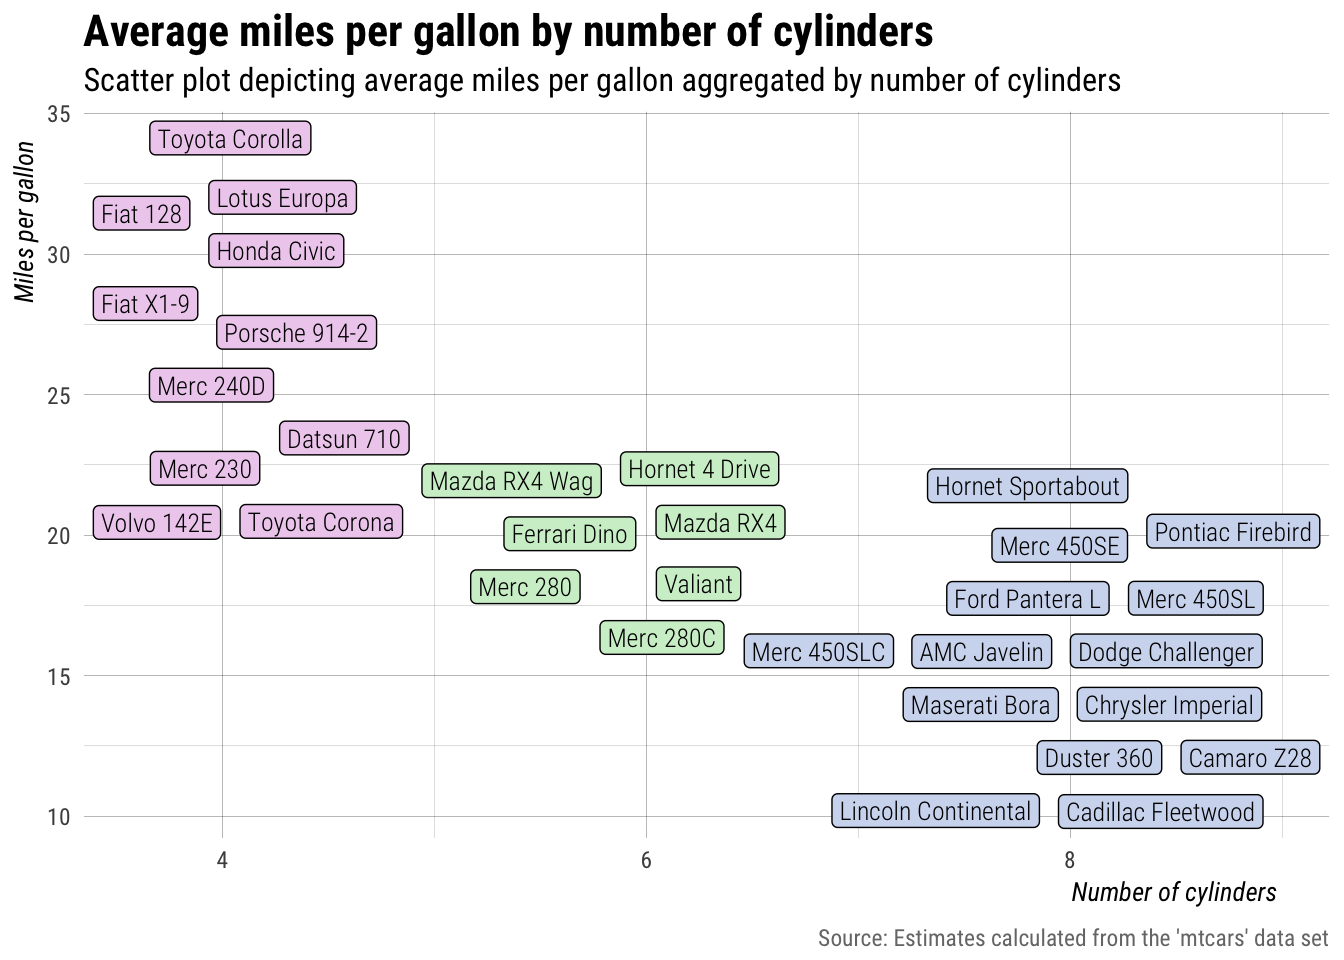 Average miles per gallon by number of cylinders
Scatter plot depicting average miles per gallon aggregated by number of cylinders
Miles per gallon
35
30
25
20
15
10
Toyota Corolla
Lotus Europa
Fiat 128
Honda Civic
Fiat X1-9
Porsche 914-2
Merc 240D
Datsun 710
Merc 230
Volvo 142E
Toyota Corona
Mazda RX4 Wag
Hornet 4 Drive
Ferrari Dino
Mazda RX4
Merc 280
Valiant
Merc 280C
Hornet Sportabout
Pontiac Firebird
Merc 450SE
Ford Pantera L
Merc 450SL
Merc 450SLC
AMC Javelin
Dodge Challenger
Maserati Bora
Chrysler Imperial
Duster 360
Camaro Z28
Lincoln Continental
Cadillac Fleetwood
4
6
8
Number of cylinders
Source: Estimates calculated from the 'mtcars' data set